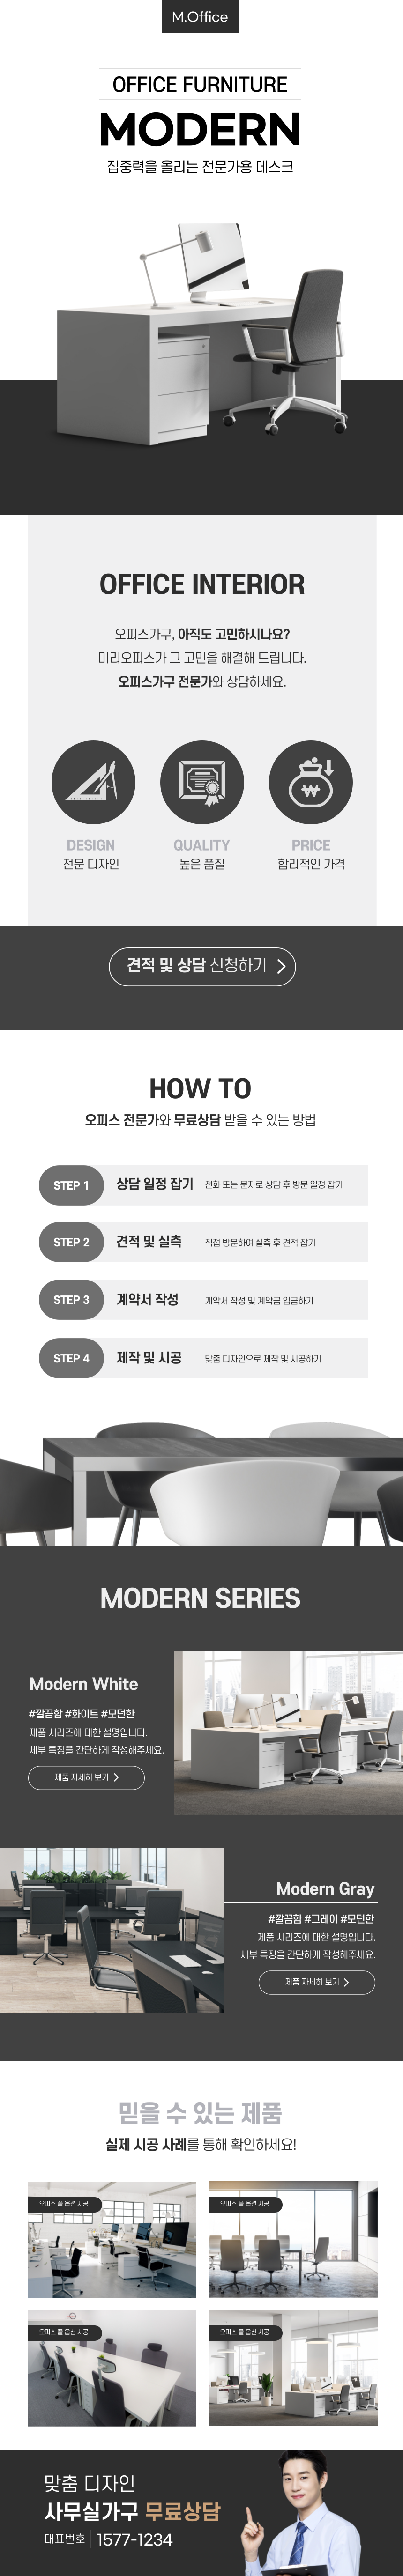 M.Office
OFFICE FURNITURE
MODERN
집중력을 올리는 전문가용 데스크
OFFICE INTERIOR
오피스가구, 아직도 고민하시나요?
미리오피스가 그 고민을 해결해 드립니다.
오피스가구 전문가와 상담하세요.
DESIGN
전문 디자인
QUALITY
높은 품질
₩
PRICE
합리적인 가격
견적 및 상담 신청하기
HOW TO
오피스 전문가와 무료상담 받을 수 있는 방법
STEP 1
상담 일정 잡기
전화 또는 문자로 상담 후 방문 일정 잡기
STEP 2
견적 및 실측
직접 방문하여 실측 후 견적 잡기
STEP 3
계약서 작성
계약서 작성 및 계약금 입금하기
STEP 4
제작 및 시공
맞춤 디자인으로 제작 및 시공하기
MODERN SERIES
Modern White
#깔끔함 #화이트 #모던한
제품 시리즈에 대한 설명입니다.
세부 특징을 간단하게 작성해주세요.
제품 자세히 보기
Modern Gray
#깔끔함 #그레이 #모던한
제품 시리즈에 대한 설명입니다.
세부 특징을 간단하게 작성해주세요.
제품 자세히 보기
믿을 수 있는 제품
실제 시공 사례를 통해 확인하세요!
오피스 풀 옵션 시공
오피스 풀 옵션 시공
오피스 풀 옵션 시공
오피스 풀 옵션 시공
맞춤 디자인
사무실가구 무료상담
대표번호 1577-1234